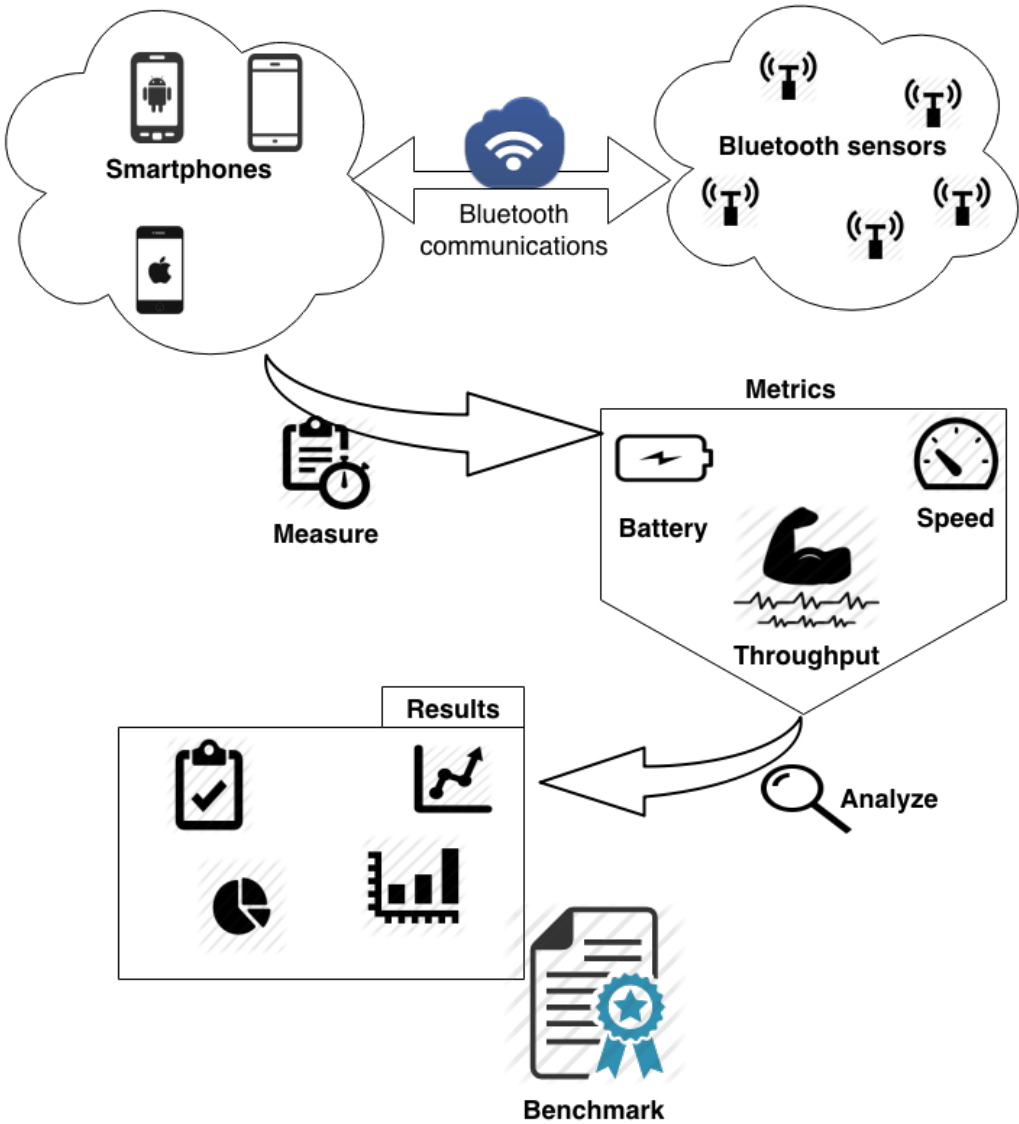 Smartphones
Bluetooth sensors
Bluetooth
communications
Metrics
Measure
Battery
Speed
Throughput
Results
Analyze
Benchmark